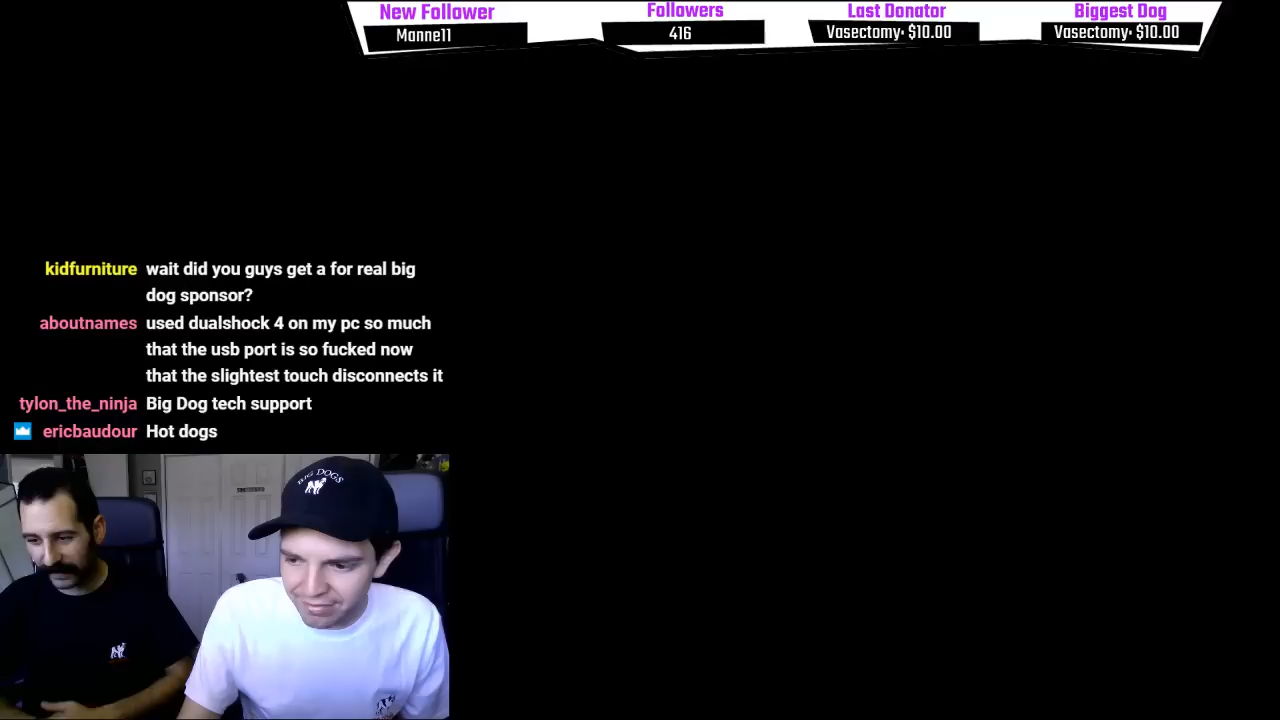 New Follower
Followers
Last Donator
Biggest Dog
Manne11
416
Vasectomy• $10.00
Vasectomy• $10.00
kidfurniture wait did you guys get a for real big
dog sponsor?
aboutnames used dualshock 4 on my pc so much
that the usb port is so fucked now
that the slightest touch disconnects it
tylon_the_ninja Big Dog tech support
ericbaudour Hot dogs
BIG DOGS